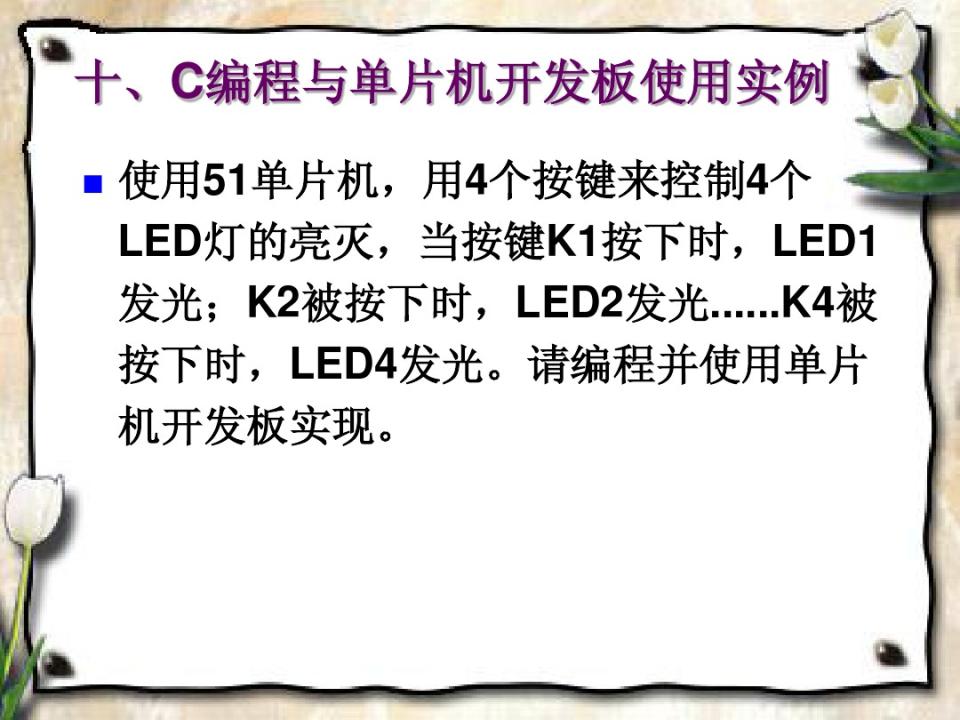 十、C编程与单片机开发板使用实例
使用51单片机，用4个按键来控制4个
LED灯的亮灭，当按键K1按下时，LED1
发光；K2被按下时，LED2发光......K4被
按下时，LED4发光。请编程并使用单片
机开发板实现。